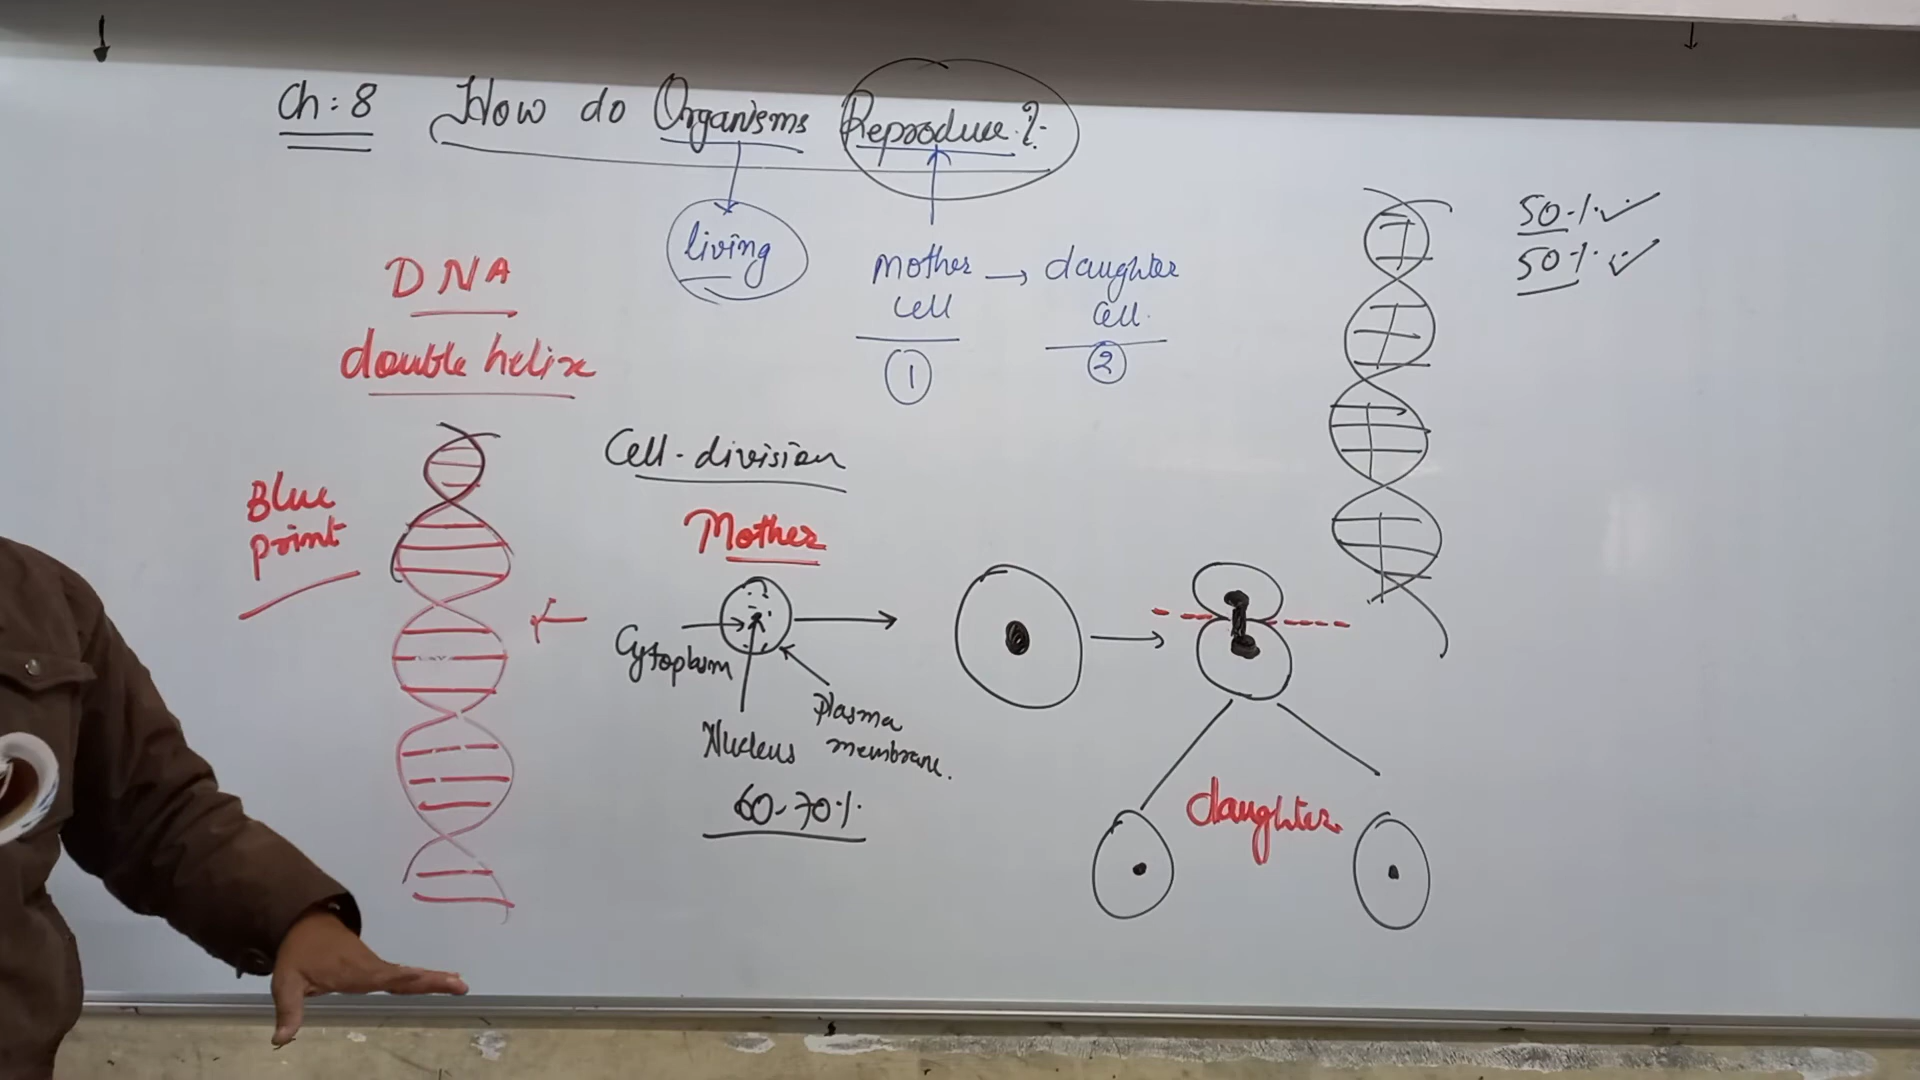 Ch: 8 How do Organisms Reproduce?
living
mother cell → daughter cell.
1 2
50%
50%
DNA
double helix
Blue print
Cell-division
Mother
Cytoplasm
Nucleus
Plasma membrane.
60-70%
daughter